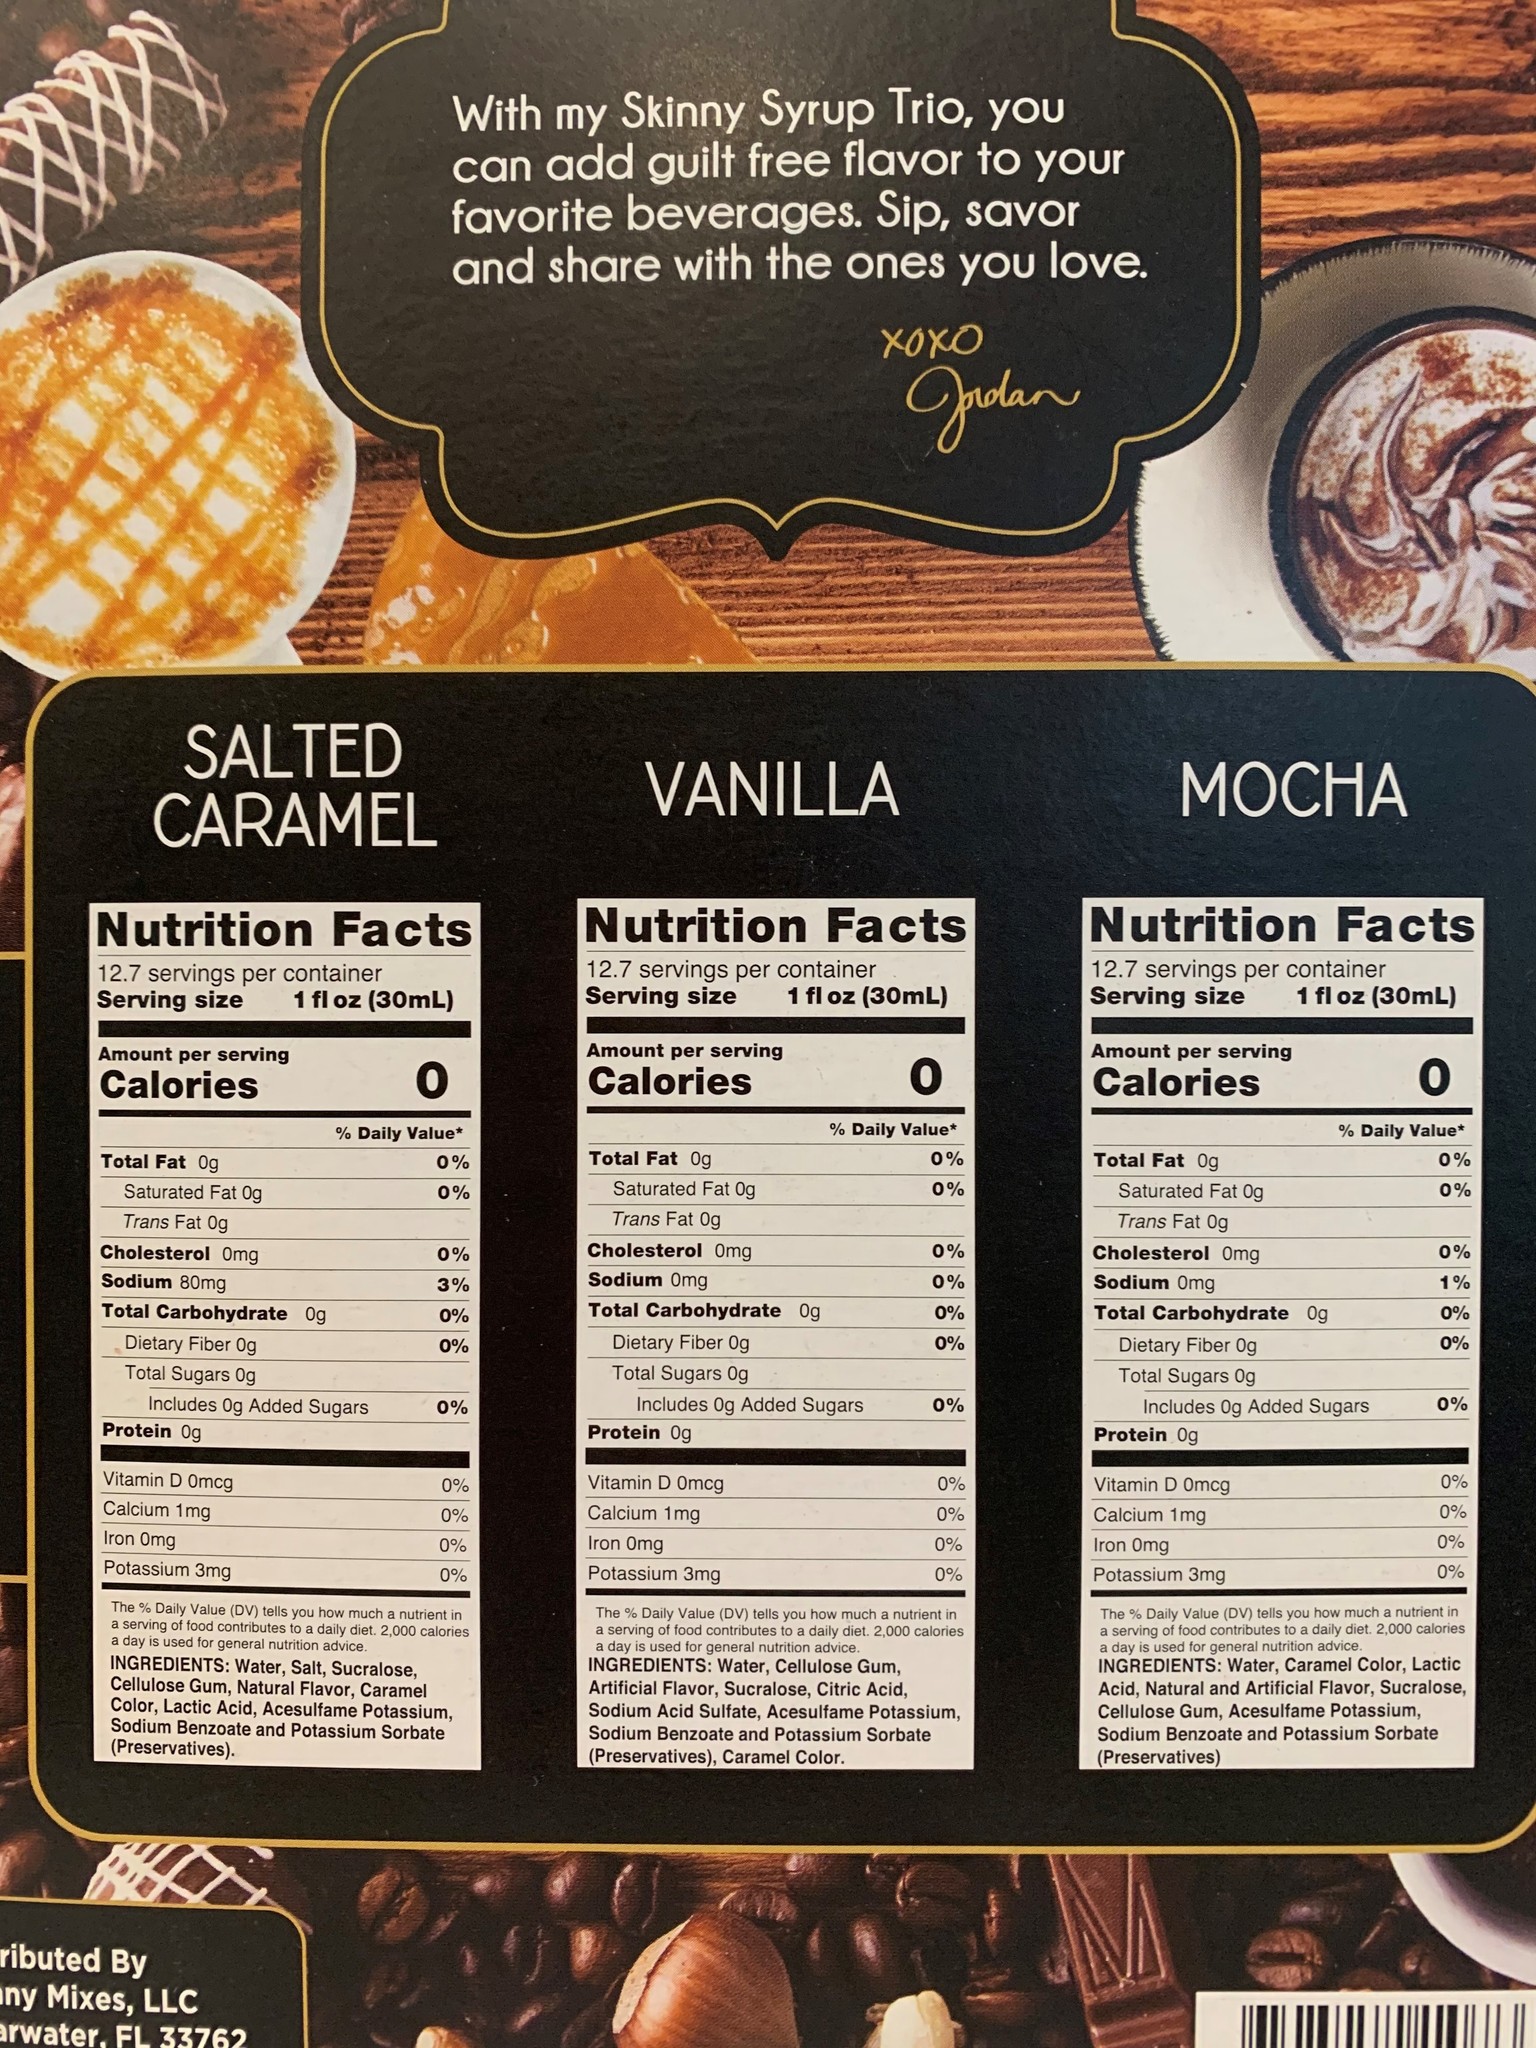 With my Skinny Syrup Trio, you
can add guilt free flavor to your
favorite beverages. Sip, savor
and share with the ones you love.
xoxo
Jordan
SALTED
CARAMEL
Nutrition Facts
12.7 servings per container
Serving size 1 fl oz (30mL)
Amount per serving
Calories 0
% Daily Value*
Total Fat 0g 0%
Saturated Fat 0g 0%
Trans Fat 0g
Cholesterol 0mg 0%
Sodium 80mg 3%
Total Carbohydrate 0g 0%
Dietary Fiber 0g 0%
Total Sugars 0g
Includes 0g Added Sugars 0%
Protein 0g
Vitamin D 0mcg 0%
Calcium 1mg 0%
Iron 0mg 0%
Potassium 3mg 0%
The % Daily Value (DV) tells you how much a nutrient in
a serving of food contributes to a daily diet. 2,000 calories
a day is used for general nutrition advice.
INGREDIENTS: Water, Salt, Sucralose,
Cellulose Gum, Natural Flavor, Caramel
Color, Lactic Acid, Acesulfame Potassium,
Sodium Benzoate and Potassium Sorbate
(Preservatives).
VANILLA
Nutrition Facts
12.7 servings per container
Serving size 1 fl oz (30mL)
Amount per serving
Calories 0
% Daily Value*
Total Fat 0g 0%
Saturated Fat 0g 0%
Trans Fat 0g
Cholesterol 0mg 0%
Sodium 0mg 0%
Total Carbohydrate 0g 0%
Dietary Fiber 0g 0%
Total Sugars 0g
Includes 0g Added Sugars 0%
Protein 0g
Vitamin D 0mcg 0%
Calcium 1mg 0%
Iron 0mg 0%
Potassium 3mg 0%
The % Daily Value (DV) tells you how much a nutrient in
a serving of food contributes to a daily diet. 2,000 calories
a day is used for general nutrition advice.
INGREDIENTS: Water, Cellulose Gum,
Artificial Flavor, Sucralose, Citric Acid,
Sodium Acid Sulfate, Acesulfame Potassium,
Sodium Benzoate and Potassium Sorbate
(Preservatives), Caramel Color.
MOCHA
Nutrition Facts
12.7 servings per container
Serving size 1 fl oz (30mL)
Amount per serving
Calories 0
% Daily Value*
Total Fat 0g 0%
Saturated Fat 0g 0%
Trans Fat 0g
Cholesterol 0mg 0%
Sodium 0mg 1%
Total Carbohydrate 0g 0%
Dietary Fiber 0g 0%
Total Sugars 0g
Includes 0g Added Sugars 0%
Protein 0g
Vitamin D 0mcg 0%
Calcium 1mg 0%
Iron 0mg 0%
Potassium 3mg 0%
The % Daily Value (DV) tells you how much a nutrient in
a serving of food contributes to a daily diet. 2,000 calories
a day is used for general nutrition advice.
INGREDIENTS: Water, Caramel Color, Lactic
Acid, Natural and Artificial Flavor, Sucralose,
Cellulose Gum, Acesulfame Potassium,
Sodium Benzoate and Potassium Sorbate
(Preservatives)
ributed By
nny Mixes, LLC
arwater, FL 33762